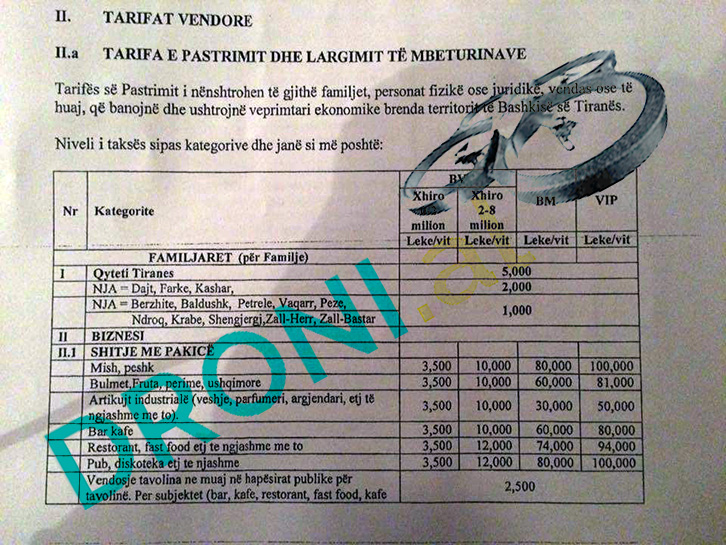 II. TARIFAT VENDORE
II.a TARIFA E PASTRIMIT DHE LARGIMIT TË MBETURINAVE
Tarifës së Pastrimit i nënshtrohen të gjithë familjet, personat fizikë ose juridikë, vendas ose të
huaj, që banojnë dhe ushtrojnë veprimtari ekonomike brenda territorit të Bashkisë së Tiranës.
Niveli i taksës sipas kategorive dhe janë si më poshtë:
Nr Kategorite Xhiro milion Xhiro 2-8 milion BM VIP
Leke/vit Leke/vit Leke/vit Leke/vit
FAMILJARET (për Familje)
I Qyteti Tiranes 5,000
NJA = Dajt, Farke, Kashar, 2,000
NJA = Berzhite, Baldushk, Petrele, Vaqarr, Peze,
Ndroq, Krabe, Shengjergj,Zall-Herr, Zall-Bastar 1,000
II BIZNESI
II.1 SHITJE ME PAKICË
Mish, peshk 3,500 10,000 80,000 100,000
Bulmet,Fruta, perime, ushqimore 3,500 10,000 60,000 81,000
Artikujt industrialë (veshje, parfumeri, argjendari, etj të
ngjashme me to). 3,500 10,000 30,000 50,000
Bar kafe 3,500 10,000 60,000 80,000
Restorant, fast food etj te ngjashme me to 3,500 12,000 74,000 94,000
Pub, diskoteka etj te njashme 3,500 12,000 80,000 100,000
Vendosje tavolina ne muaj në hapësirat publike për
tavolinë. Per subjektet (bar, kafe, restorant, fast food, kafe 2,500
DRONI.al